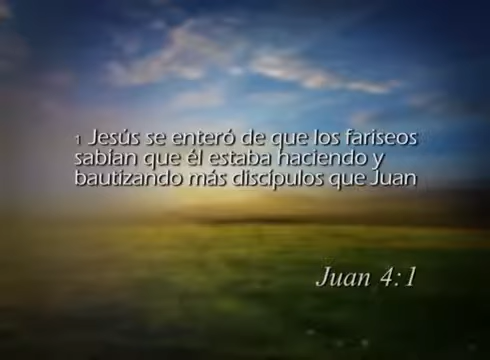 1 Jesús se enteró de que los fariseos
sabían que él estaba haciendo y
bautizando más discípulos que Juan
Juan 4:1